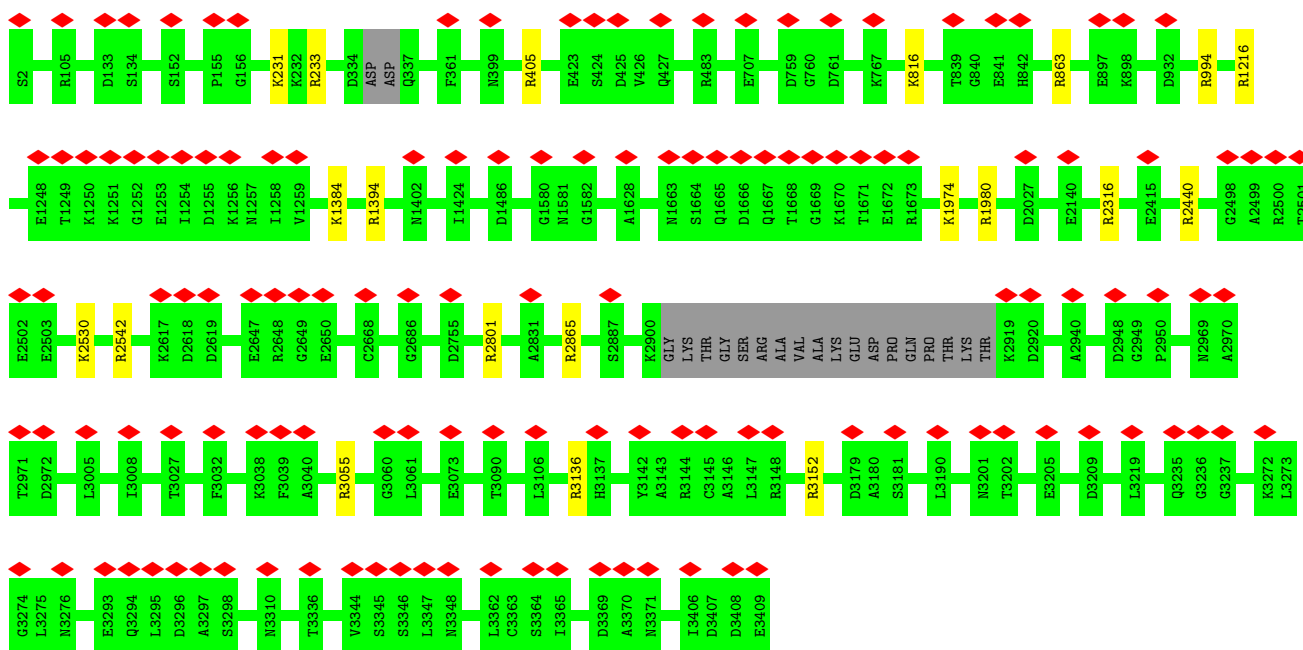 S2 R105 D133 S134 S152 P155 G156 K231 K232 R233 D334 ASP ASP Q337 F361 N399 R405 E423 S424 D425 V426 Q427 R483 E707 D759 G760 D761 K767 K816 T839 G840 E841 H842 R863 E897 K898 D932 R994 R1216
E1248 T1249 K1250 K1251 G1252 E1253 I1254 D1255 K1256 N1257 I1258 V1259 K1384 R1394 N1402 I1424 D1486 G1580 N1581 G1582 A1628 N1663 S1664 Q1665 D1666 Q1667 T1668 G1669 K1670 T1671 E1672 R1673 K1974 R1980 D2027 E2140 R2316 E2415 R2440 G2498 A2499 R2500 T2501
E2502 E2503 K2530 R2542 K2617 D2618 D2619 E2647 R2648 G2649 E2650 C2668 G2686 D2755 R2801 A2831 R2865 S2887 K2900 GLY LYS THR GLY SER ARG ALA VAL ALA LYS GLU ASP PRO GLN PRO THR LYS THR K2919 D2920 A2940 D2948 G2949 P2950 N2969 A2970
T2971 D2972 L3005 I3008 T3027 F3032 K3038 F3039 A3040 R3055 G3060 L3061 E3073 T3090 L3106 R3136 H3137 Y3142 A3143 R3144 C3145 A3146 L3147 R3148 R3152 D3179 A3180 S3181 L3190 N3201 T3202 E3205 D3209 L3219 Q3235 G3236 G3237 K3272 L3273
G3274 L3275 N3276 E3293 Q3294 L3295 D3296 A3297 S3298 N3310 T3336 V3344 S3345 S3346 L3347 N3348 L3362 C3363 S3364 I3365 D3369 A3370 N3371 I3406 D3407 D3408 E3409